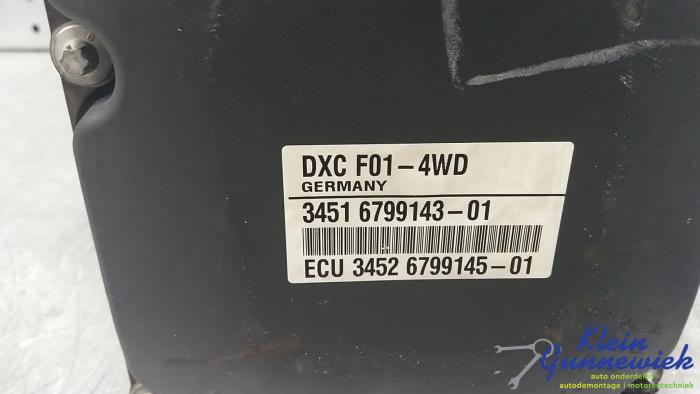 DXC F01-4WD
GERMANY
3451 6799143-01
ECU 3452 6799145-01
Klein
Gunnewiek
auto onderdelen
autodemontage | motorentechniek